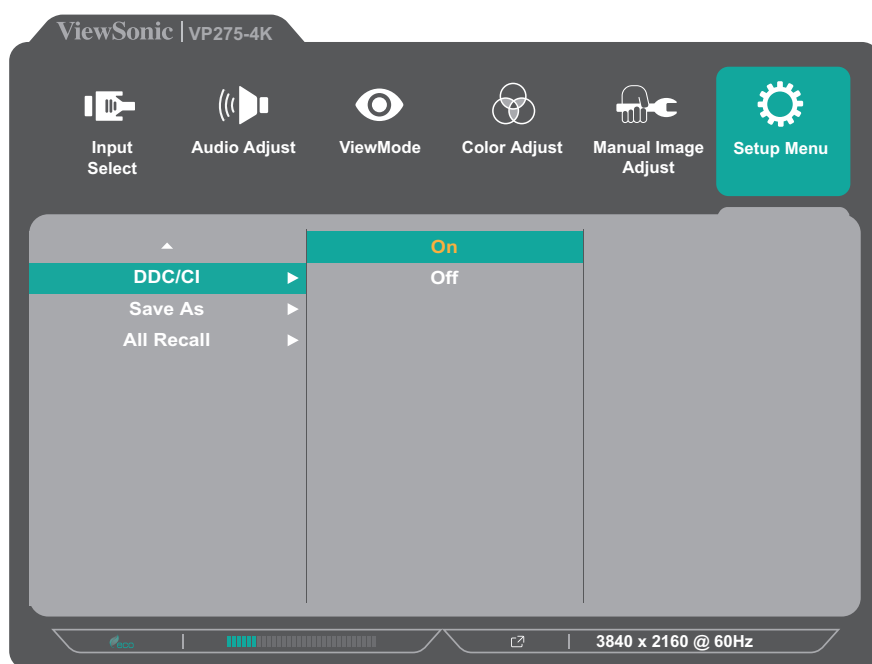 ViewSonic | VP275-4K
Input Select
Audio Adjust
ViewMode
Color Adjust
Manual Image Adjust
Setup Menu
On
DDC/CI
Off
Save As
All Recall
eco
3840 x 2160 @ 60Hz